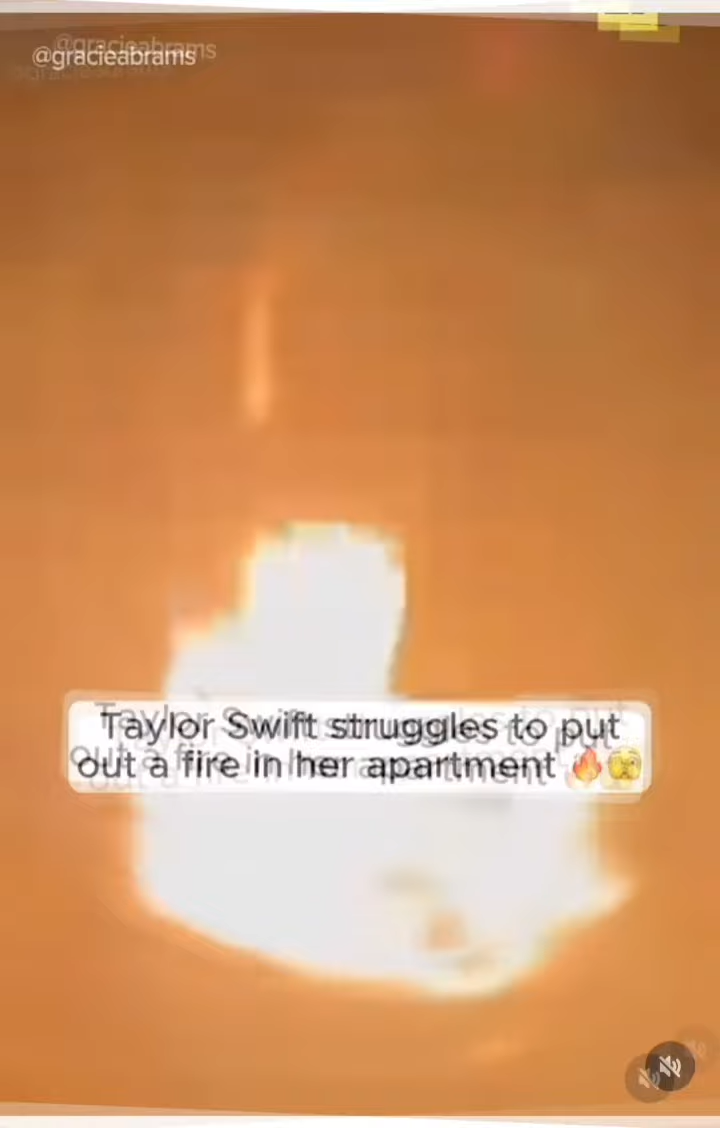 @gracieabrams
Taylor Swift struggles to put
out a fire in her apartment 🔥🫣